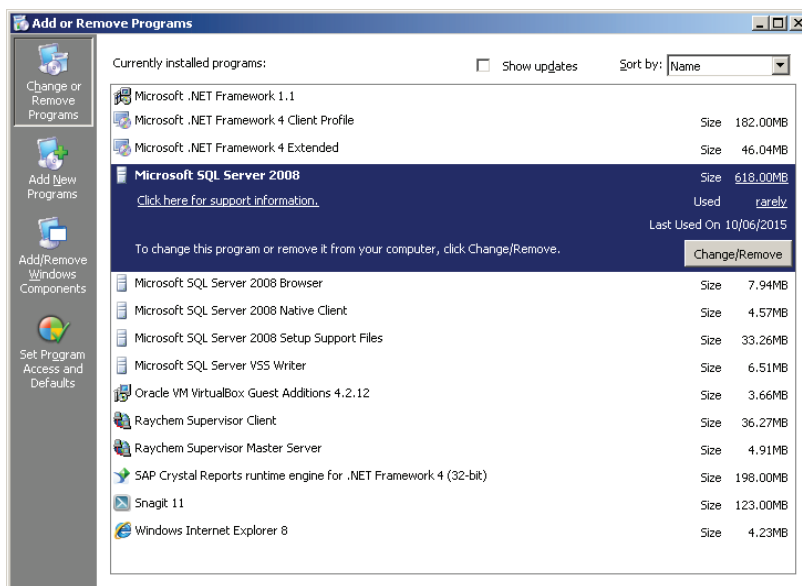 Add or Remove Programs
Change or
Remove
Programs
Add New
Programs
Add/Remove
Windows
Components
Set Program
Access and
Defaults
Currently installed programs:
Show updates
Sort by: Name
Microsoft .NET Framework 1.1
Microsoft .NET Framework 4 Client Profile Size 182.00MB
Microsoft .NET Framework 4 Extended Size 46.04MB
Microsoft SQL Server 2008 Size 618.00MB
Click here for support information. Used rarely
Last Used On 10/06/2015
To change this program or remove it from your computer, click Change/Remove. Change/Remove
Microsoft SQL Server 2008 Browser Size 7.94MB
Microsoft SQL Server 2008 Native Client Size 4.57MB
Microsoft SQL Server 2008 Setup Support Files Size 33.26MB
Microsoft SQL Server VSS Writer Size 6.51MB
Oracle VM VirtualBox Guest Additions 4.2.12 Size 3.66MB
Raychem Supervisor Client Size 36.27MB
Raychem Supervisor Master Server Size 4.91MB
SAP Crystal Reports runtime engine for .NET Framework 4 (32-bit) Size 198.00MB
Snagit 11 Size 123.00MB
Windows Internet Explorer 8 Size 4.23MB